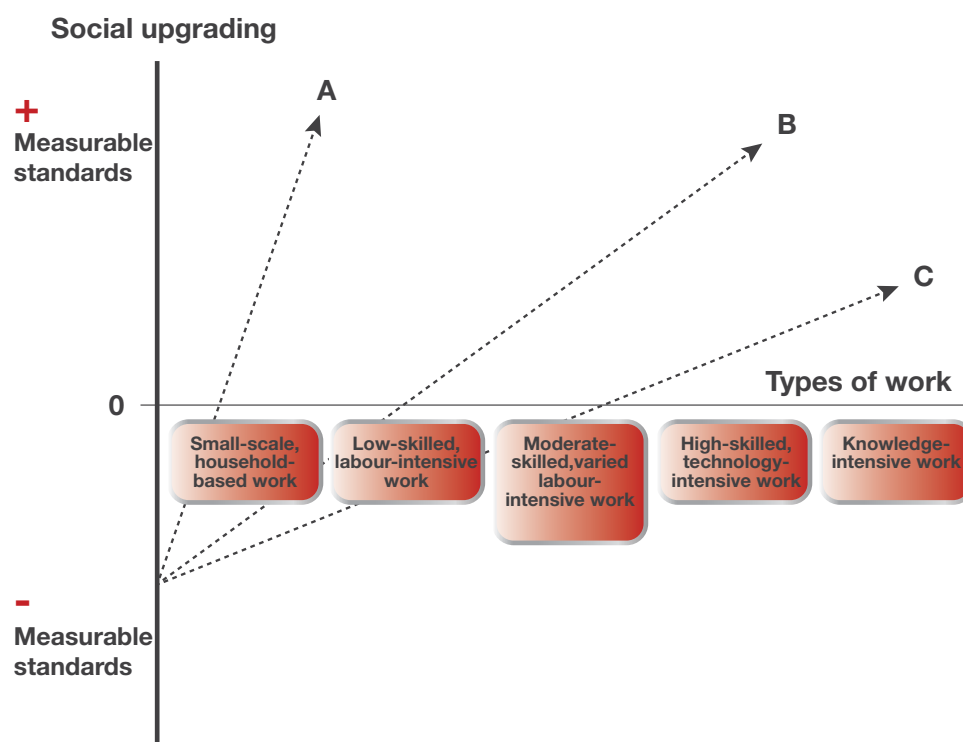 Social upgrading
A
+
B
Measurable
standards
C
Types of work
0
Small-scale,
household-
based work
Low-skilled,
labour-intensive
work
Moderate-
skilled,varied
labour-
intensive work
High-skilled,
technology-
intensive work
Knowledge-
intensive work
-
Measurable
standards